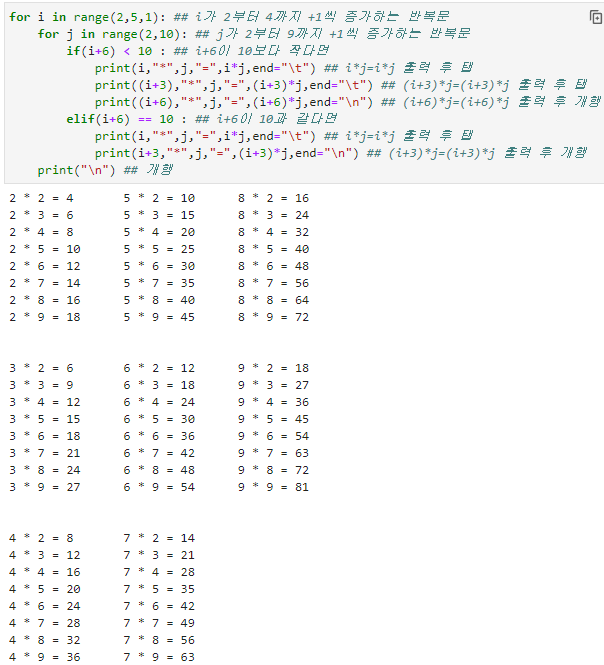 for i in range(2,5,1): ## i가 2부터 4까지 +1씩 증가하는 반복문
    for j in range(2,10): ## j가 2부터 9까지 +1씩 증가하는 반복문
        if(i+6) < 10 : ## i+6이 10보다 작다면
            print(i,"*",j,"=",i*j,end="\t") ## i*j=i*j 출력 후 탭
            print((i+3),"*",j,"=",(i+3)*j,end="\t") ## (i+3)*j=(i+3)*j 출력 후 탭
            print((i+6),"*",j,"=",(i+6)*j,end="\n") ## (i+6)*j=(i+6)*j 출력 후 개행
        elif(i+6) == 10 : ## i+6이 10과 같다면
            print(i,"*",j,"=",i*j,end="\t") ## i*j=i*j 출력 후 탭
            print(i+3,"*",j,"=",(i+3)*j,end="\n") ## (i+3)*j=(i+3)*j 출력 후 개행
    print("\n") ## 개행
2 * 2 = 4	5 * 2 = 10	8 * 2 = 16
2 * 3 = 6	5 * 3 = 15	8 * 3 = 24
2 * 4 = 8	5 * 4 = 20	8 * 4 = 32
2 * 5 = 10	5 * 5 = 25	8 * 5 = 40
2 * 6 = 12	5 * 6 = 30	8 * 6 = 48
2 * 7 = 14	5 * 7 = 35	8 * 7 = 56
2 * 8 = 16	5 * 8 = 40	8 * 8 = 64
2 * 9 = 18	5 * 9 = 45	8 * 9 = 72
3 * 2 = 6	6 * 2 = 12	9 * 2 = 18
3 * 3 = 9	6 * 3 = 18	9 * 3 = 27
3 * 4 = 12	6 * 4 = 24	9 * 4 = 36
3 * 5 = 15	6 * 5 = 30	9 * 5 = 45
3 * 6 = 18	6 * 6 = 36	9 * 6 = 54
3 * 7 = 21	6 * 7 = 42	9 * 7 = 63
3 * 8 = 24	6 * 8 = 48	9 * 8 = 72
3 * 9 = 27	6 * 9 = 54	9 * 9 = 81
4 * 2 = 8	7 * 2 = 14
4 * 3 = 12	7 * 3 = 21
4 * 4 = 16	7 * 4 = 28
4 * 5 = 20	7 * 5 = 35
4 * 6 = 24	7 * 6 = 42
4 * 7 = 28	7 * 7 = 49
4 * 8 = 32	7 * 8 = 56
4 * 9 = 36	7 * 9 = 63